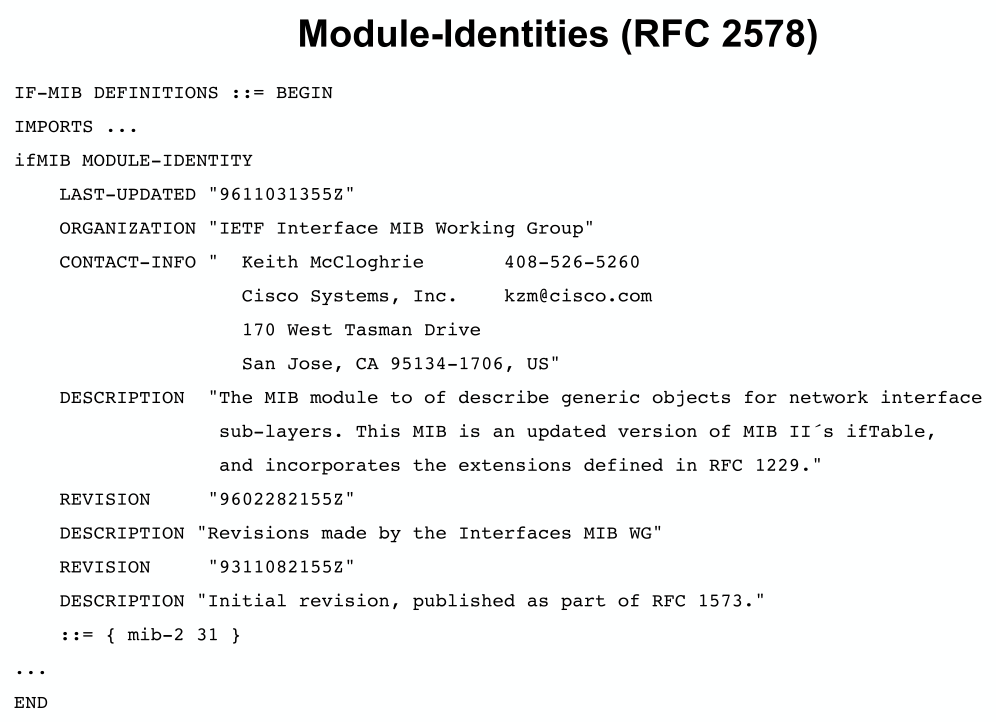 Module-Identities (RFC 2578)
IF-MIB DEFINITIONS ::= BEGIN
IMPORTS ...
ifMIB MODULE-IDENTITY
LAST-UPDATED "9611031355Z"
ORGANIZATION "IETF Interface MIB Working Group"
CONTACT-INFO "  Keith McCloghrie       408-526-5260
Cisco Systems, Inc.    kzm@cisco.com
170 West Tasman Drive
San Jose, CA 95134-1706, US"
DESCRIPTION  "The MIB module to of describe generic objects for network interface
sub-layers. This MIB is an updated version of MIB II´s ifTable,
and incorporates the extensions defined in RFC 1229."
REVISION     "9602282155Z"
DESCRIPTION "Revisions made by the Interfaces MIB WG"
REVISION     "9311082155Z"
DESCRIPTION "Initial revision, published as part of RFC 1573."
::= { mib-2 31 }
...
END